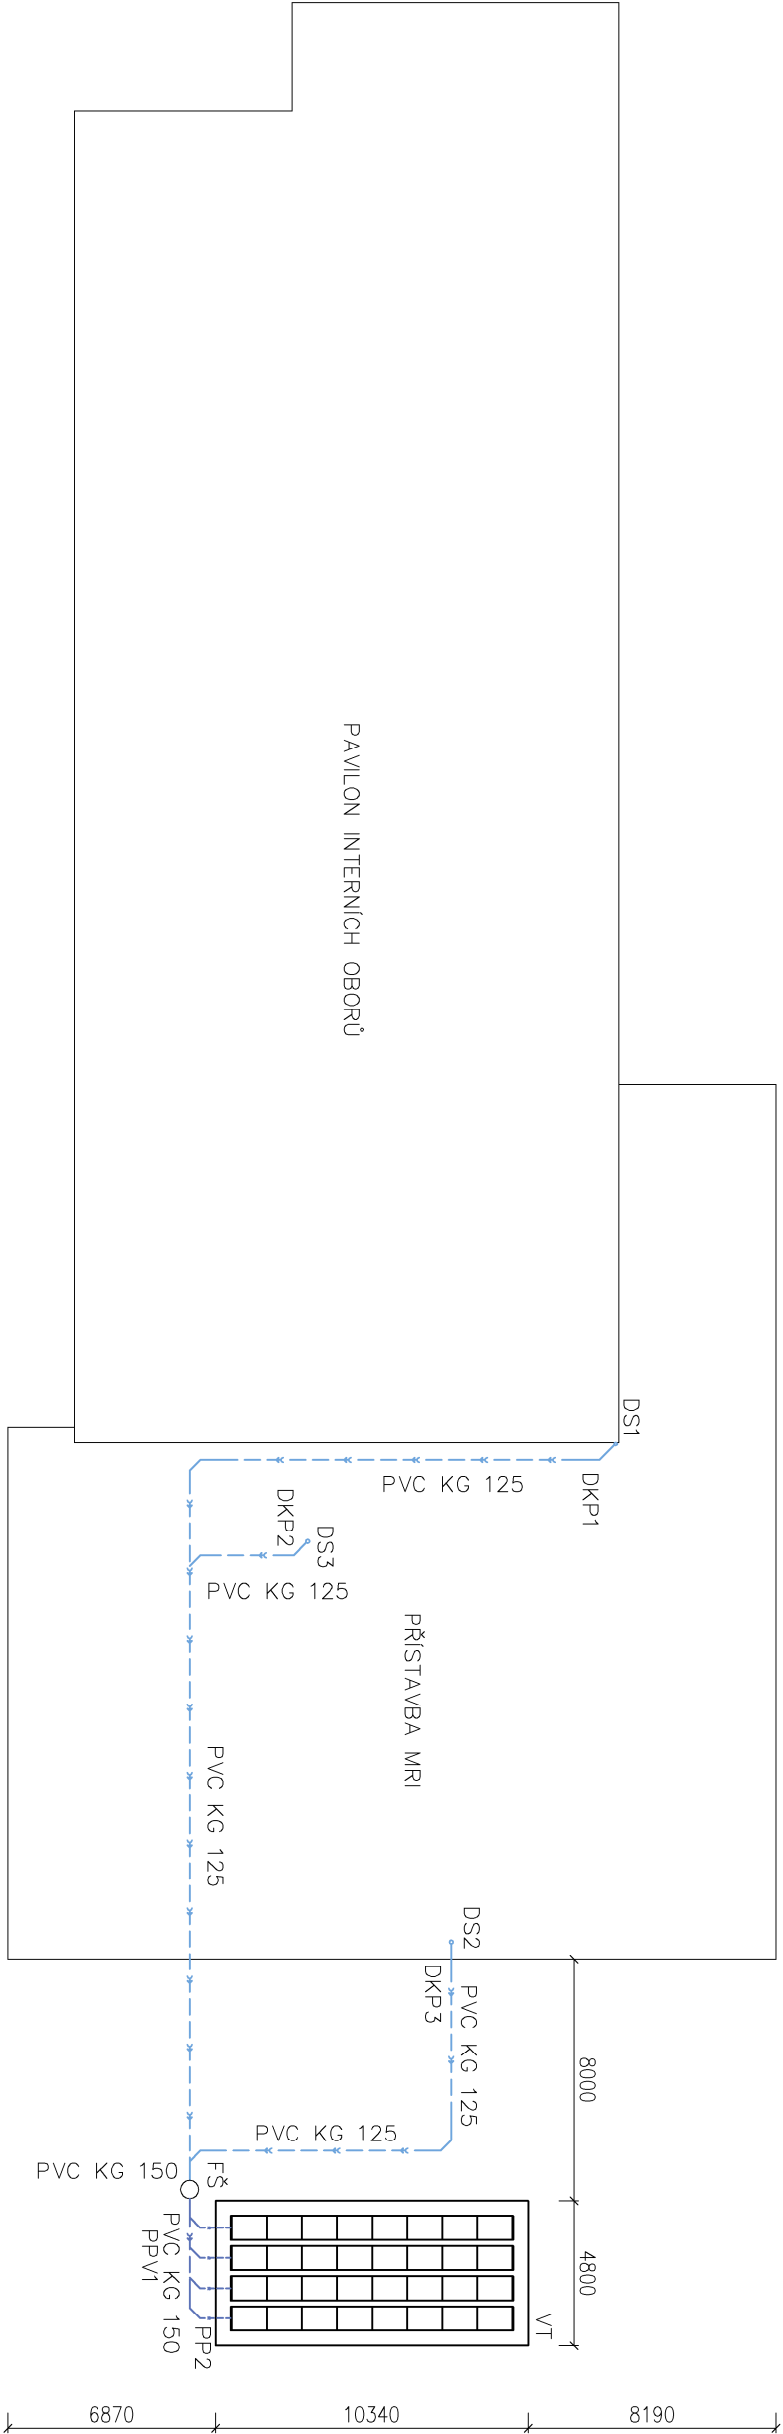 PAVILON INTERNÍCH OBORŮ
DS1
PVC KG 125
DKP1
DKP2
DS3
PVC KG 125
PŘÍSTAVBA MRI
PVC KG 125
DS2
DKP3
PVC KG 125
8000
PVC KG 125
PVC KG 150
FŠ
PVC KG 150
PPV1
4800
VT
PP2
6870
10340
8190